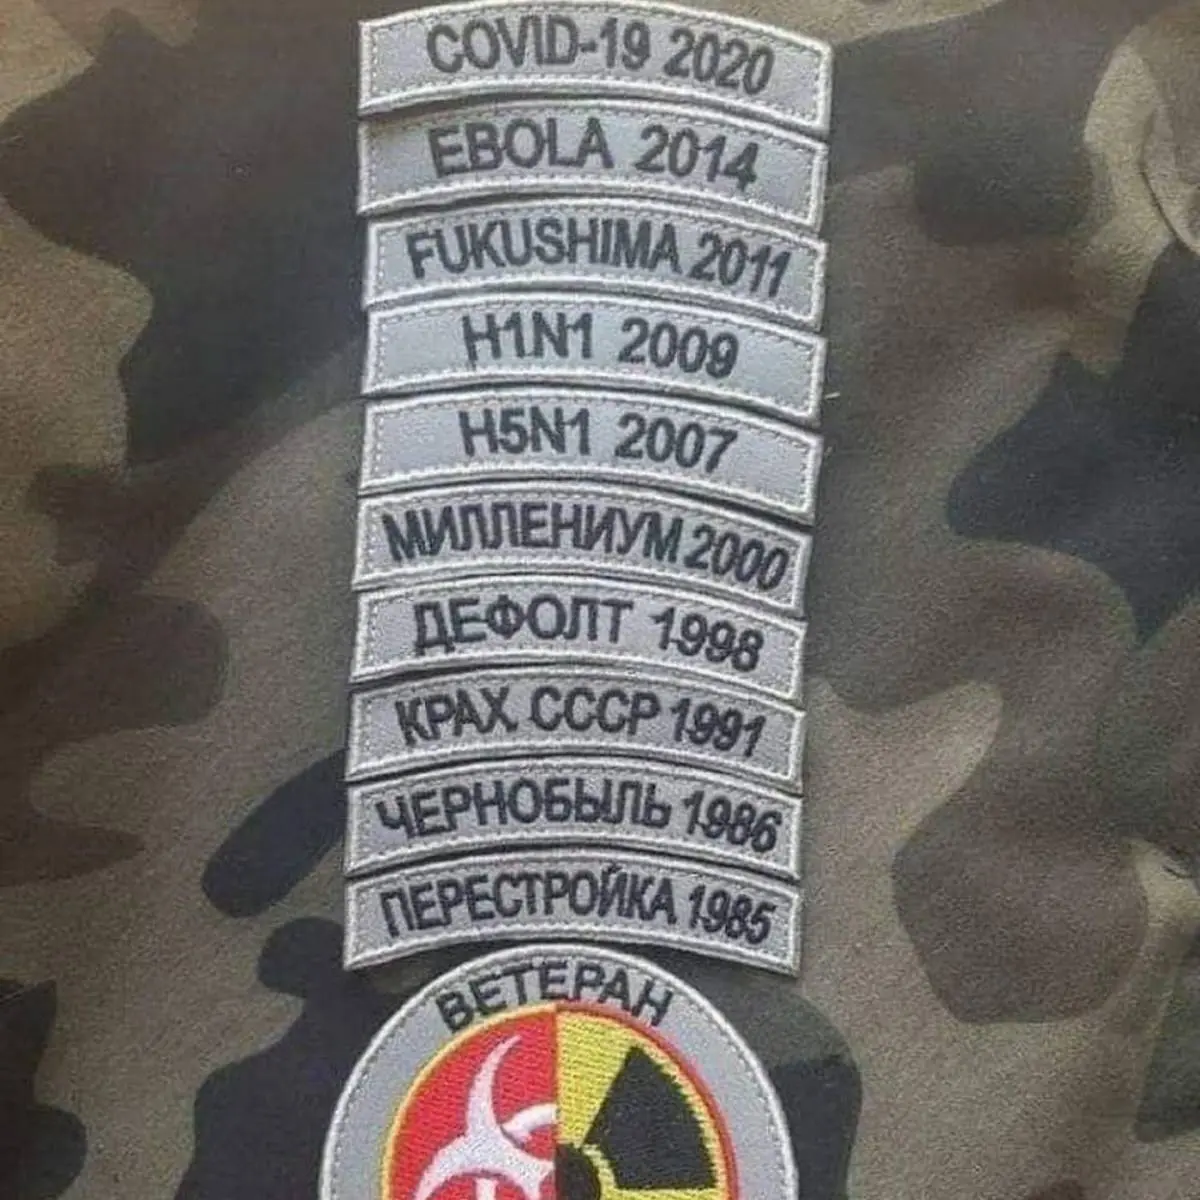 COVID-19 2020
EBOLA 2014
FUKUSHIMA 2011
H1N1 2009
H5N1 2007
МИЛЛЕНИУМ 2000
ДЕФОЛТ 1998
КРАХ СССР 1991
ЧЕРНОБЫЛЬ 1986
ПЕРЕСТРОЙКА 1985
ВЕТЕРАН